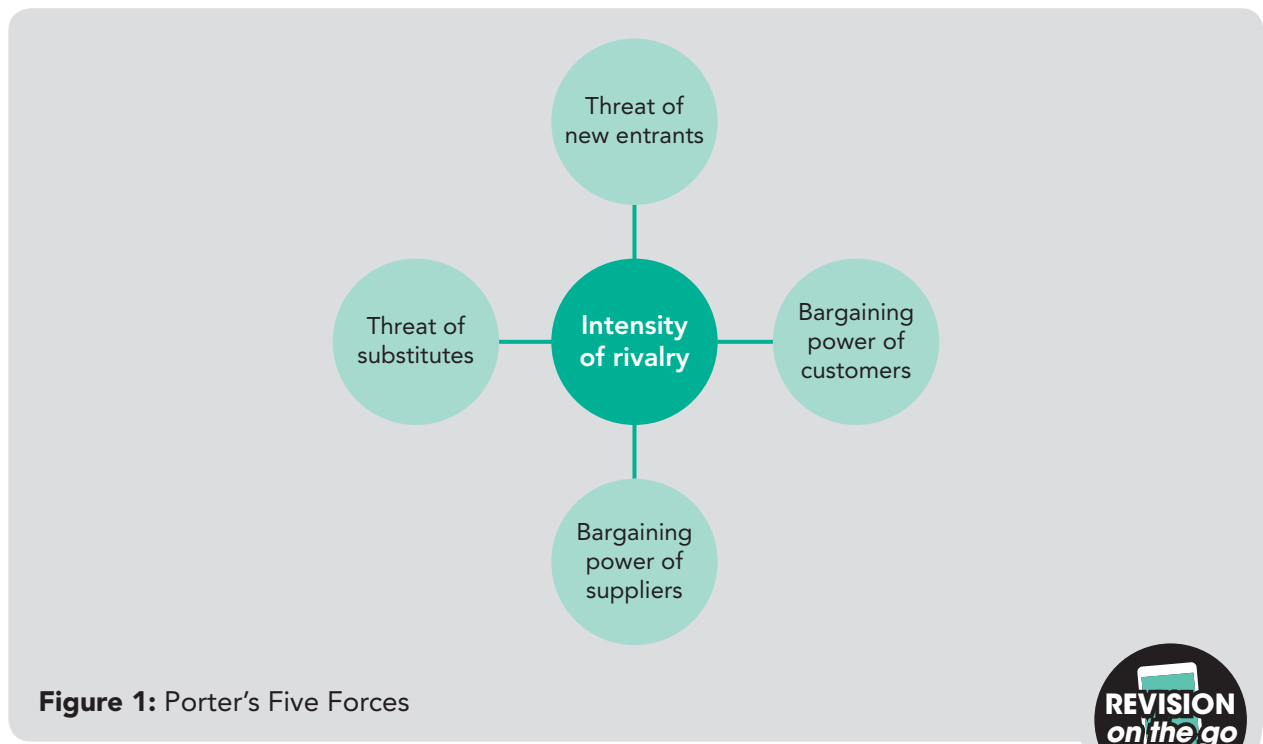 Threat of
new entrants
Threat of
substitutes
Intensity
of rivalry
Bargaining
power of
customers
Bargaining
power of
suppliers
Figure 1: Porter's Five Forces
REVISION
on the go